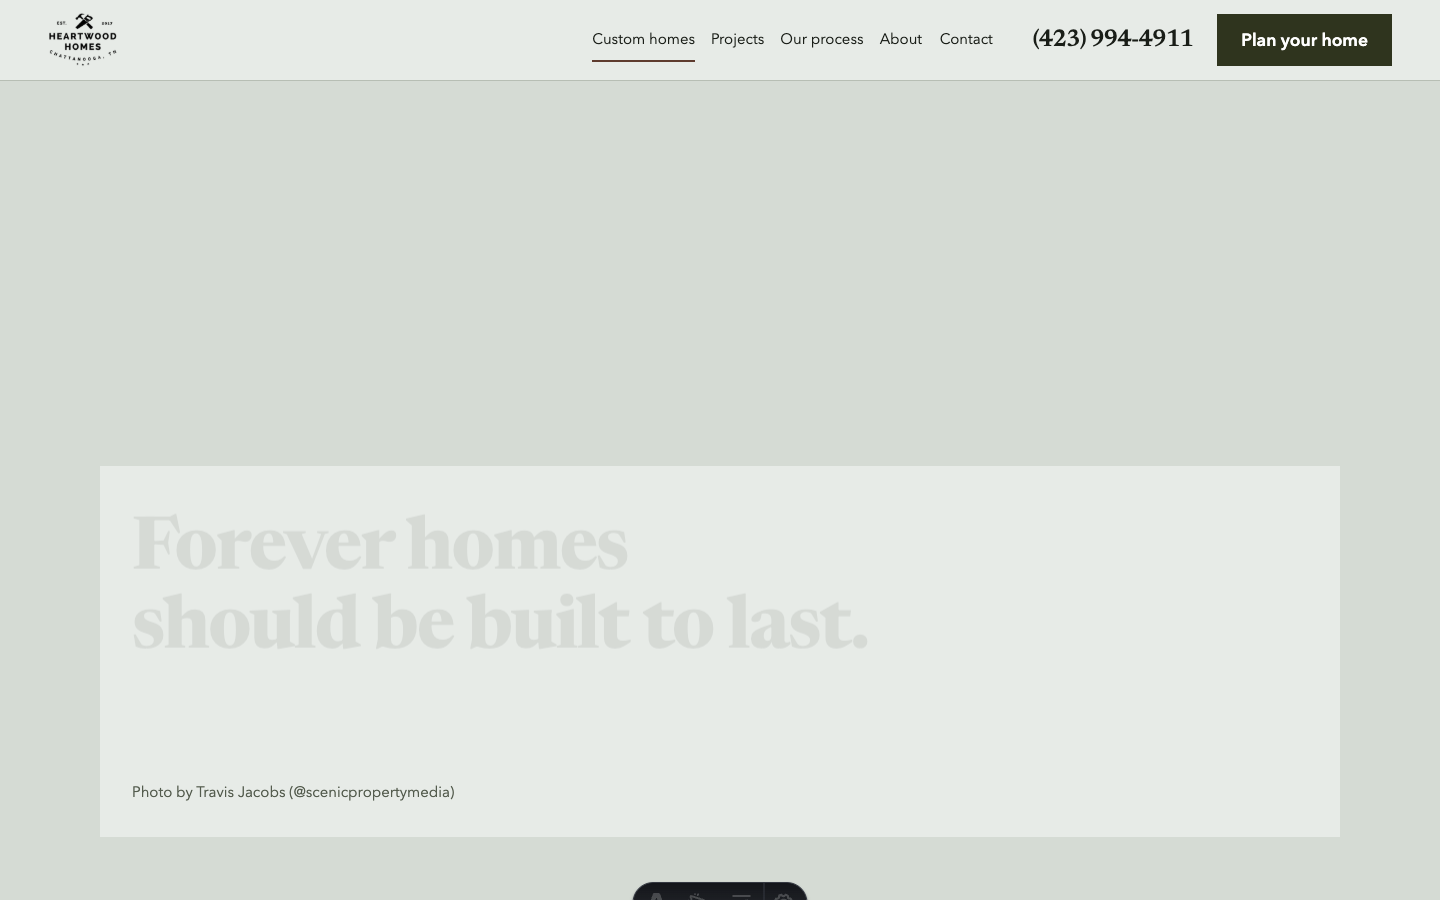 EST. 2017
HEARTWOOD
HOMES
CHATTANOOGA, TN
Custom homes
Projects
Our process
About
Contact
(423) 994-4911
Plan your home
Forever homes
should be built to last.
Photo by Travis Jacobs (@scenicpropertymedia)